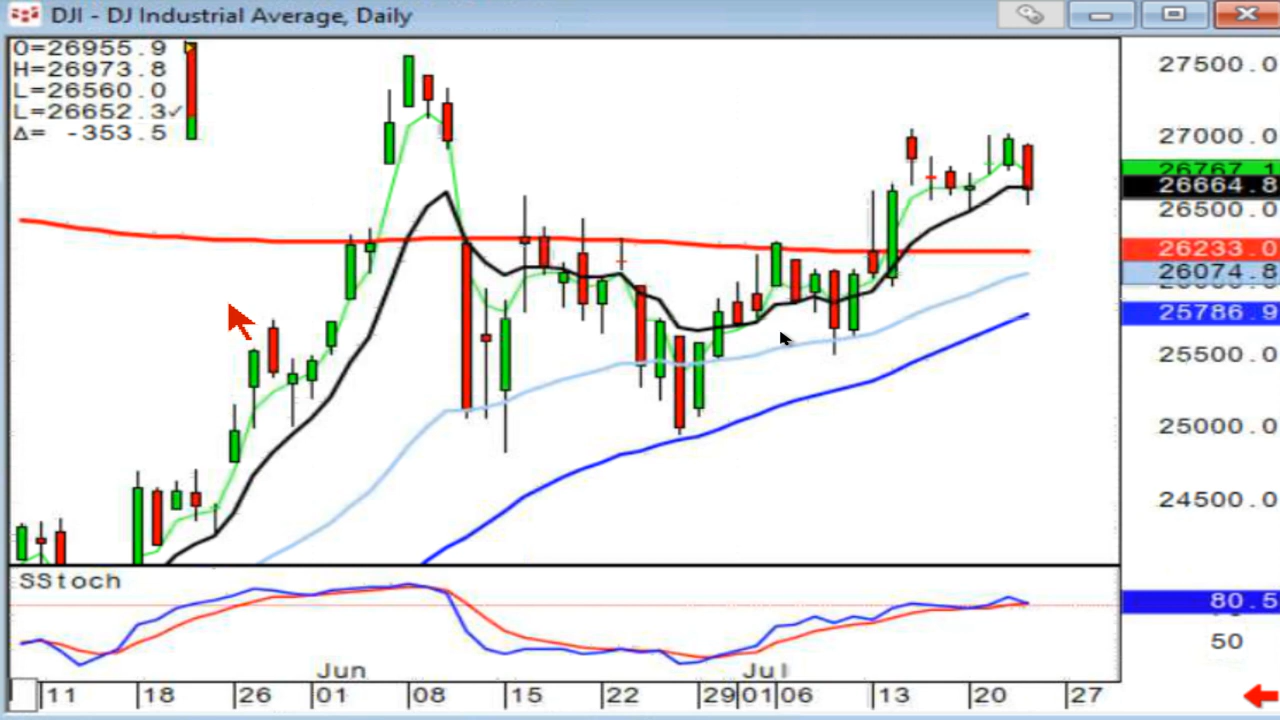 DJI - DJ Industrial Average, Daily
O=26955.9
H=26973.8
L=26560.0
L=26652.3✓
Δ= -353.5
27500.0
27000.0
26767.1
26664.8
26500.0
26233.0
26074.8
25786.9
25500.0
25000.0
24500.0
SStoch
80.5
50
Jun Jul
11 18 26 01 08 15 22 29 01 06 13 20 27